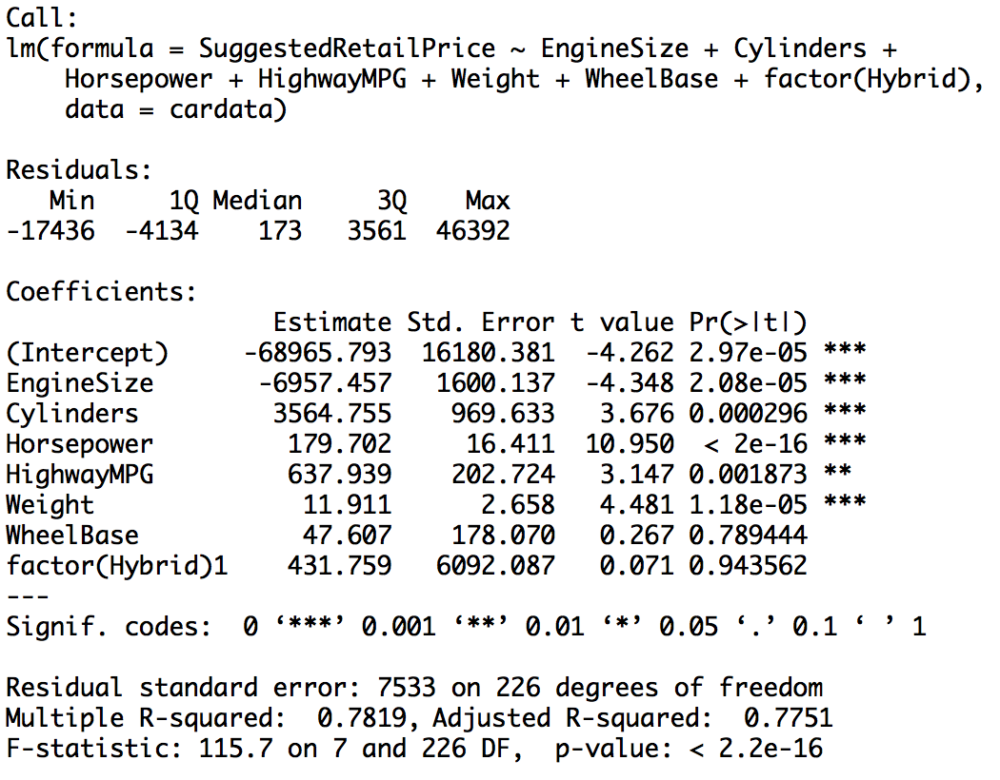 Call:
lm(formula = SuggestedRetailPrice ~ EngineSize + Cylinders +
    Horsepower + HighwayMPG + Weight + WheelBase + factor(Hybrid),
    data = cardata)

Residuals:
   Min     1Q Median     3Q    Max
-17436  -4134    173   3561  46392

Coefficients:
                  Estimate Std. Error t value Pr(>|t|)
(Intercept)     -68965.793  16180.381  -4.262 2.97e-05 ***
EngineSize       -6957.457   1600.137  -4.348 2.08e-05 ***
Cylinders         3564.755    969.633   3.676 0.000296 ***
Horsepower         179.702     16.411  10.950  < 2e-16 ***
HighwayMPG         637.939    202.724   3.147 0.001873 **
Weight              11.911      2.658   4.481 1.18e-05 ***
WheelBase           47.607    178.070   0.267 0.789444
factor(Hybrid)1    431.759   6092.087   0.071 0.943562
---
Signif. codes:  0 ‘***’ 0.001 ‘**’ 0.01 ‘*’ 0.05 ‘.’ 0.1 ‘ ’ 1

Residual standard error: 7533 on 226 degrees of freedom
Multiple R-squared:  0.7819, Adjusted R-squared:  0.7751
F-statistic: 115.7 on 7 and 226 DF,  p-value: < 2.2e-16